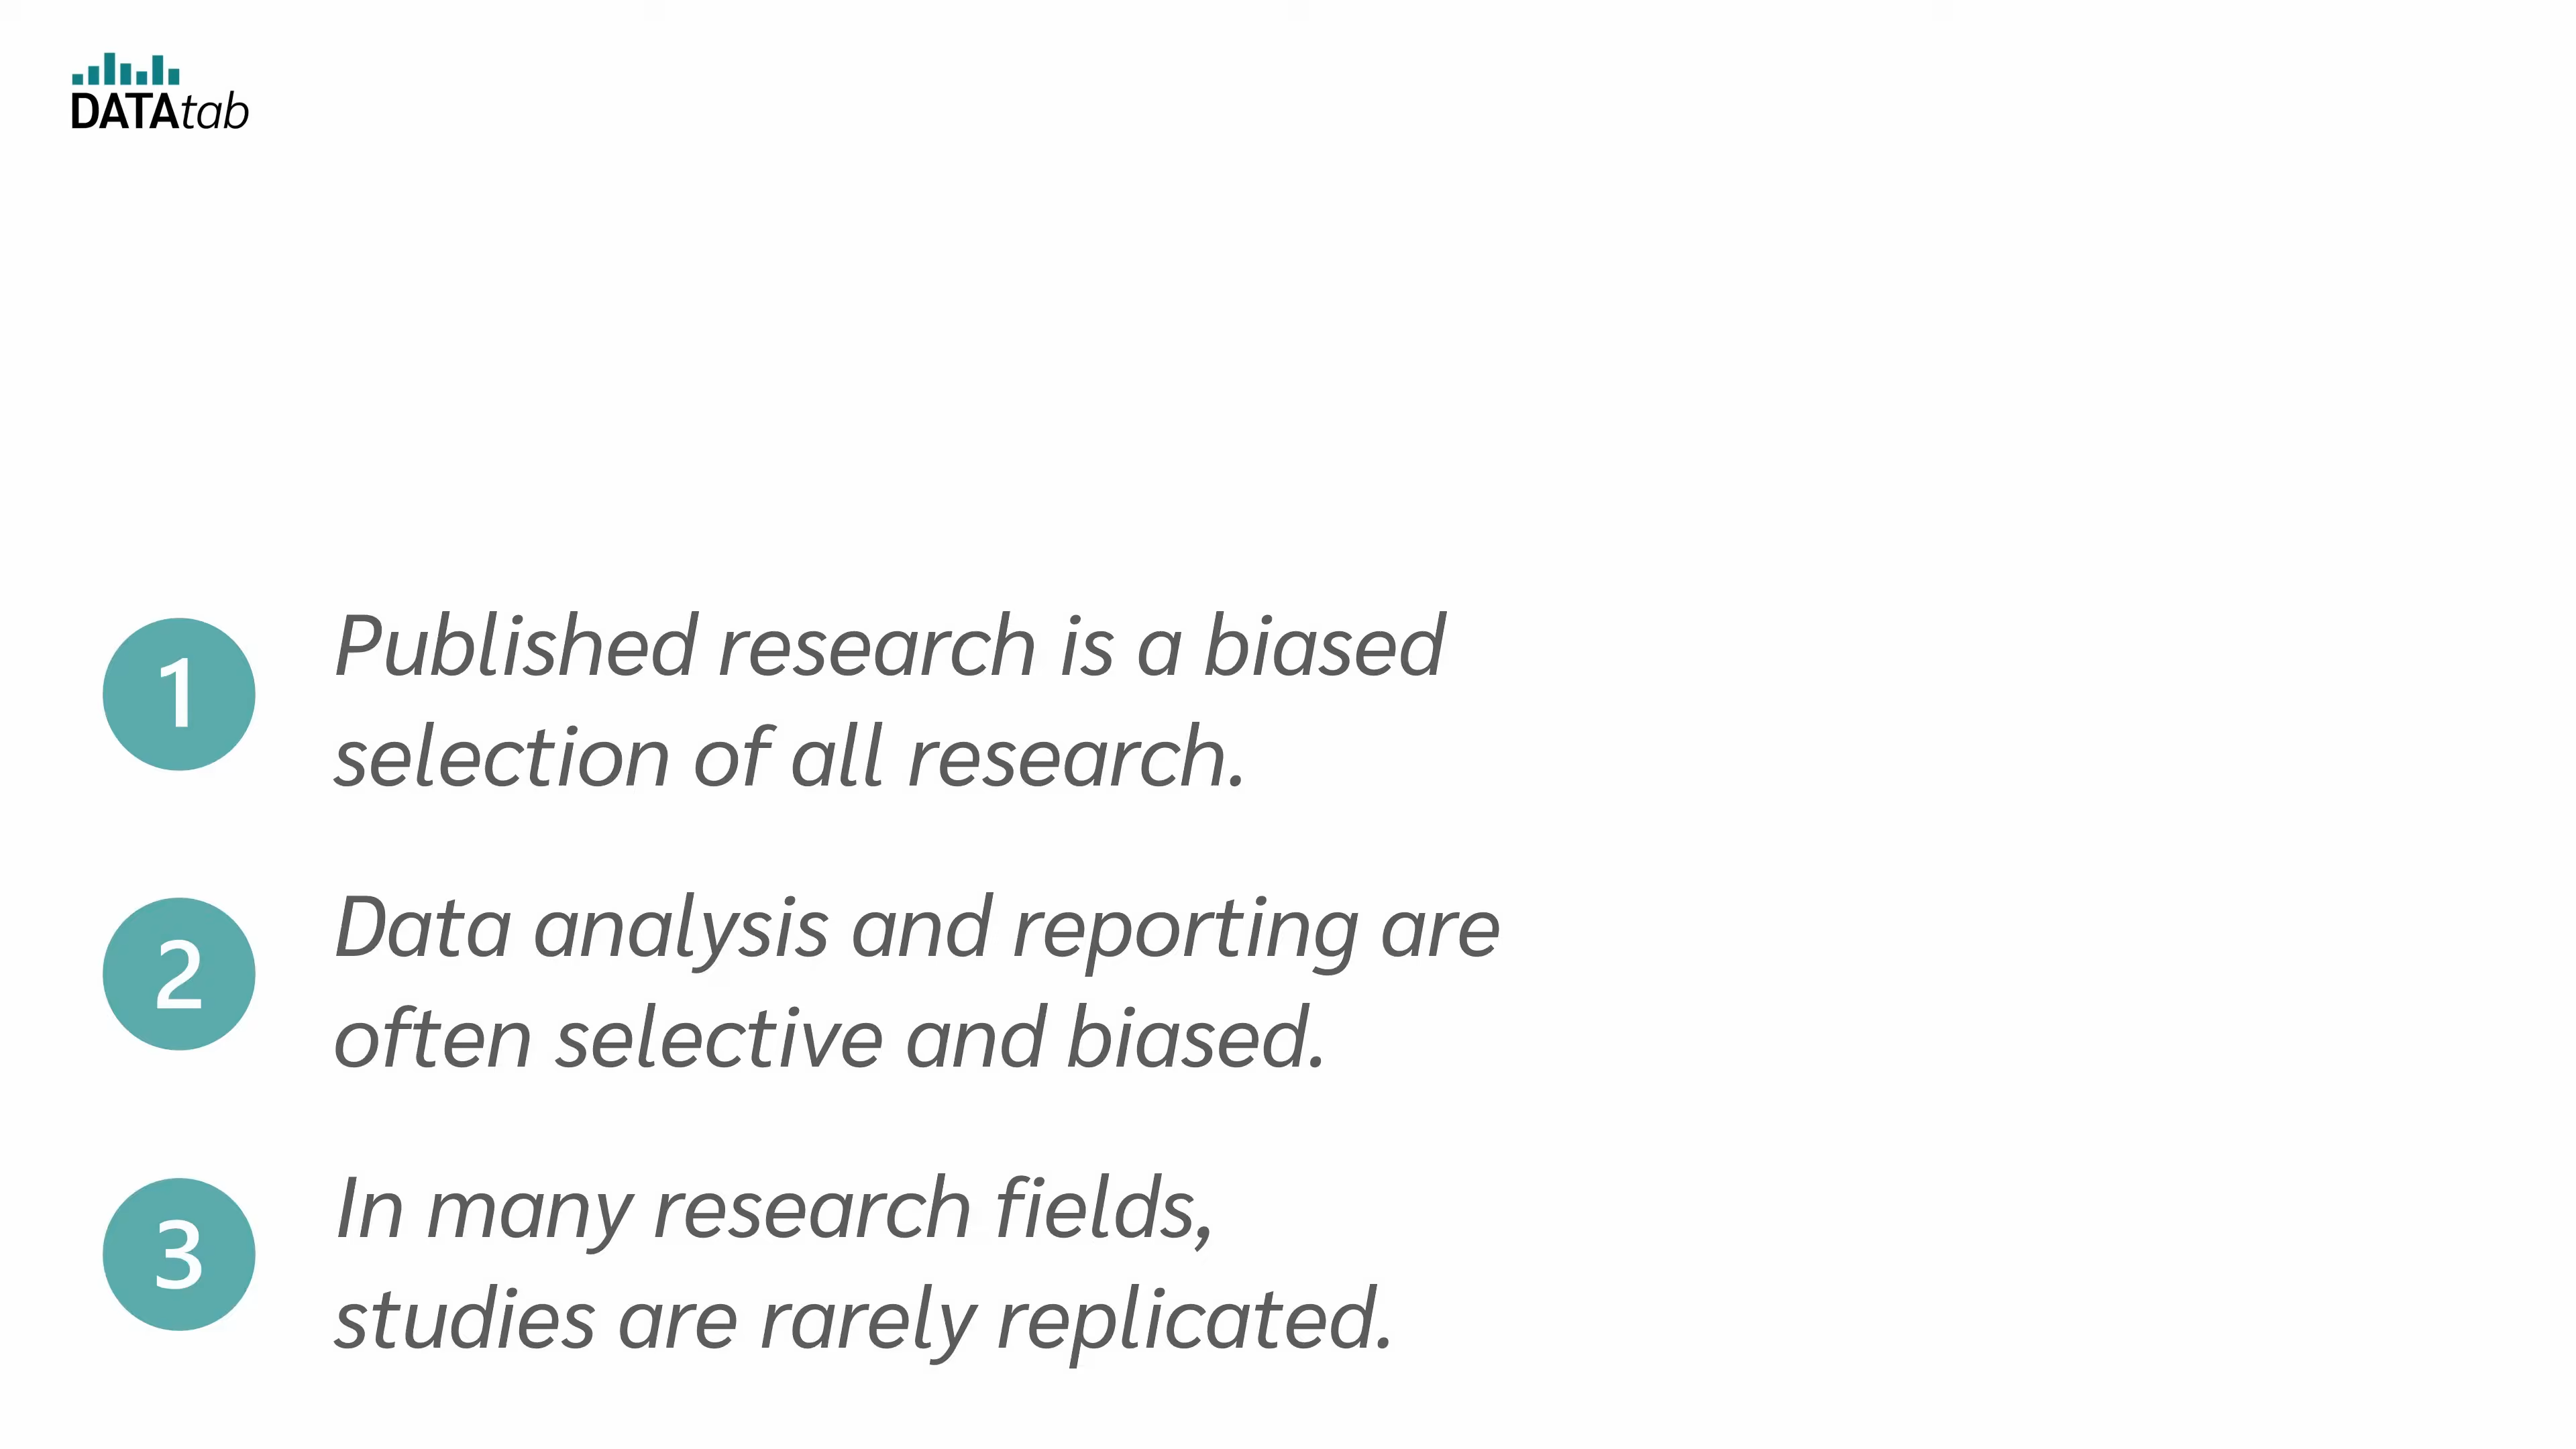 DATAtab
1
Published research is a biased
selection of all research.
2
Data analysis and reporting are
often selective and biased.
3
In many research fields,
studies are rarely replicated.